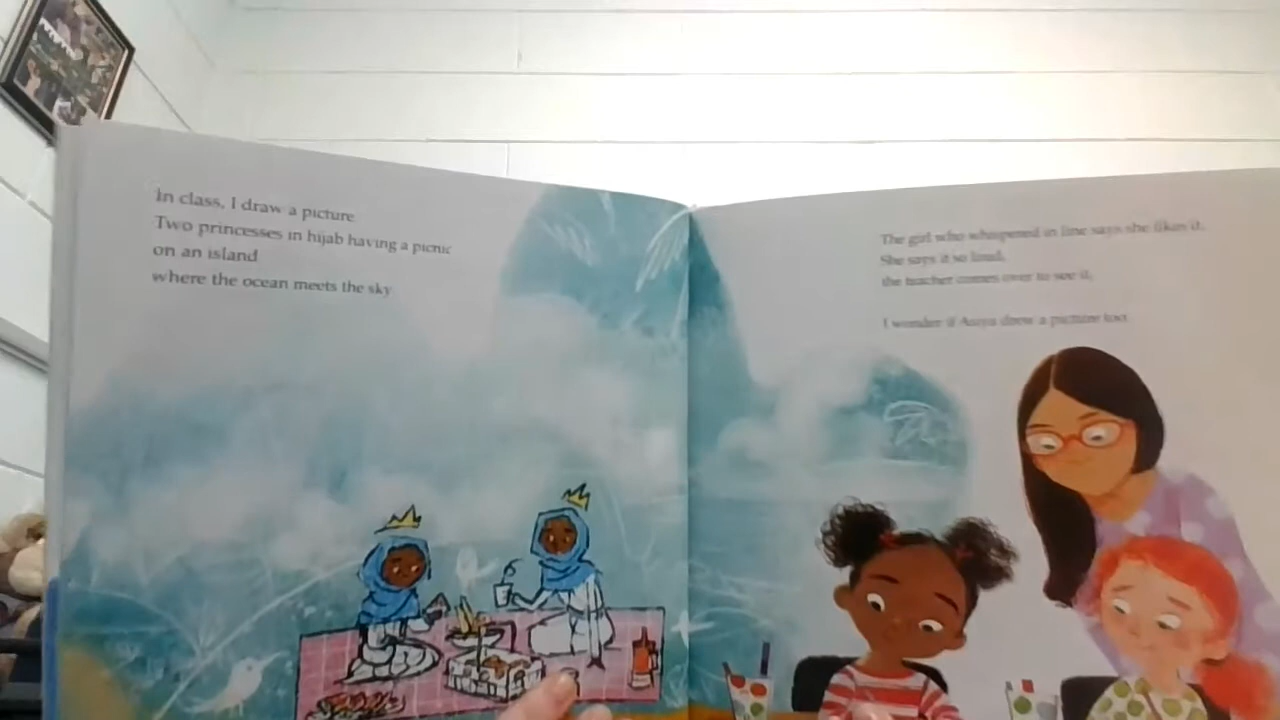 In class, I draw a picture
Two princesses in hijab having a picnic
on an island
where the ocean meets the sky
The girl who whispered in line says she likes it.
She says it so loud,
the teacher comes over to see it.
I wonder if Asiya drew a picture too.